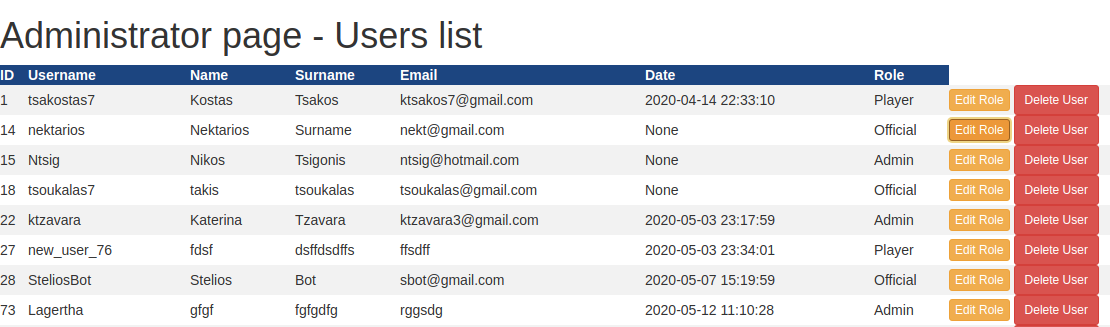 Administrator page - Users list
ID Username Name Surname Email Date Role
1 tsakostas7 Kostas Tsakos ktsakos7@gmail.com 2020-04-14 22:33:10 Player Edit Role Delete User
14 nektarios Nektarios Surname nekt@gmail.com None Official Edit Role Delete User
15 Ntsig Nikos Tsigonis ntsig@hotmail.com None Admin Edit Role Delete User
18 tsoukalas7 takis tsoukalas tsoukalas@gmail.com None Official Edit Role Delete User
22 ktzavara Katerina Tzavara ktzavara3@gmail.com 2020-05-03 23:17:59 Admin Edit Role Delete User
27 new_user_76 fdsf dsffdsdffs ffsdff 2020-05-03 23:34:01 Player Edit Role Delete User
28 SteliosBot Stelios Bot sbot@gmail.com 2020-05-07 15:19:59 Official Edit Role Delete User
73 Lagertha gfgf fgfgdfg rggsdg 2020-05-12 11:10:28 Admin Edit Role Delete User